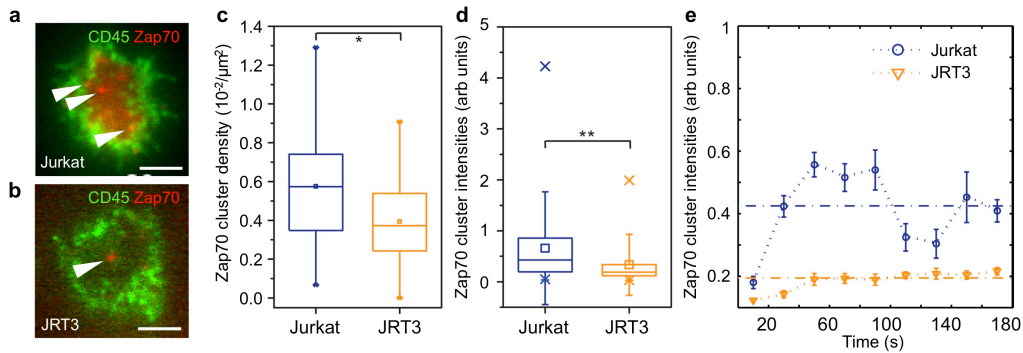 a
CD45 Zap70
Jurkat
b
CD45 Zap70
JRT3
c
Zap70 cluster density (10⁻²/μm²)
1.4
1.2
1.0
0.8
0.6
0.4
0.2
0.0
*
Jurkat JRT3
d
Zap70 cluster intensities (arb units)
5
4
3
2
1
0
**
Jurkat JRT3
e
Zap70 cluster intensities (arb units)
1
0.8
0.6
0.4
0.2
Jurkat
JRT3
20 60 100 140 180
Time (s)